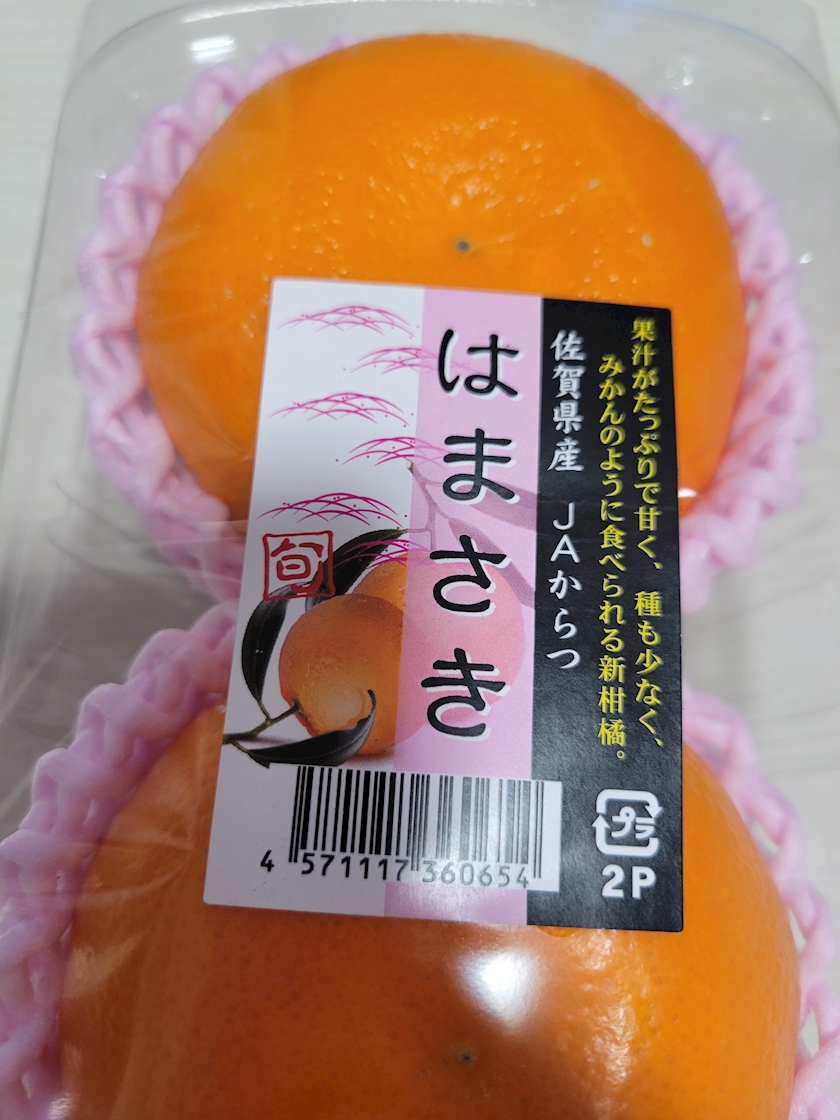 果汁がたっぷりで甘く、種も少なく、
みかんのように食べられる新柑橘。
佐賀県産 JAからつ
はまさき
旬
4 571117 360654
プラ
2P